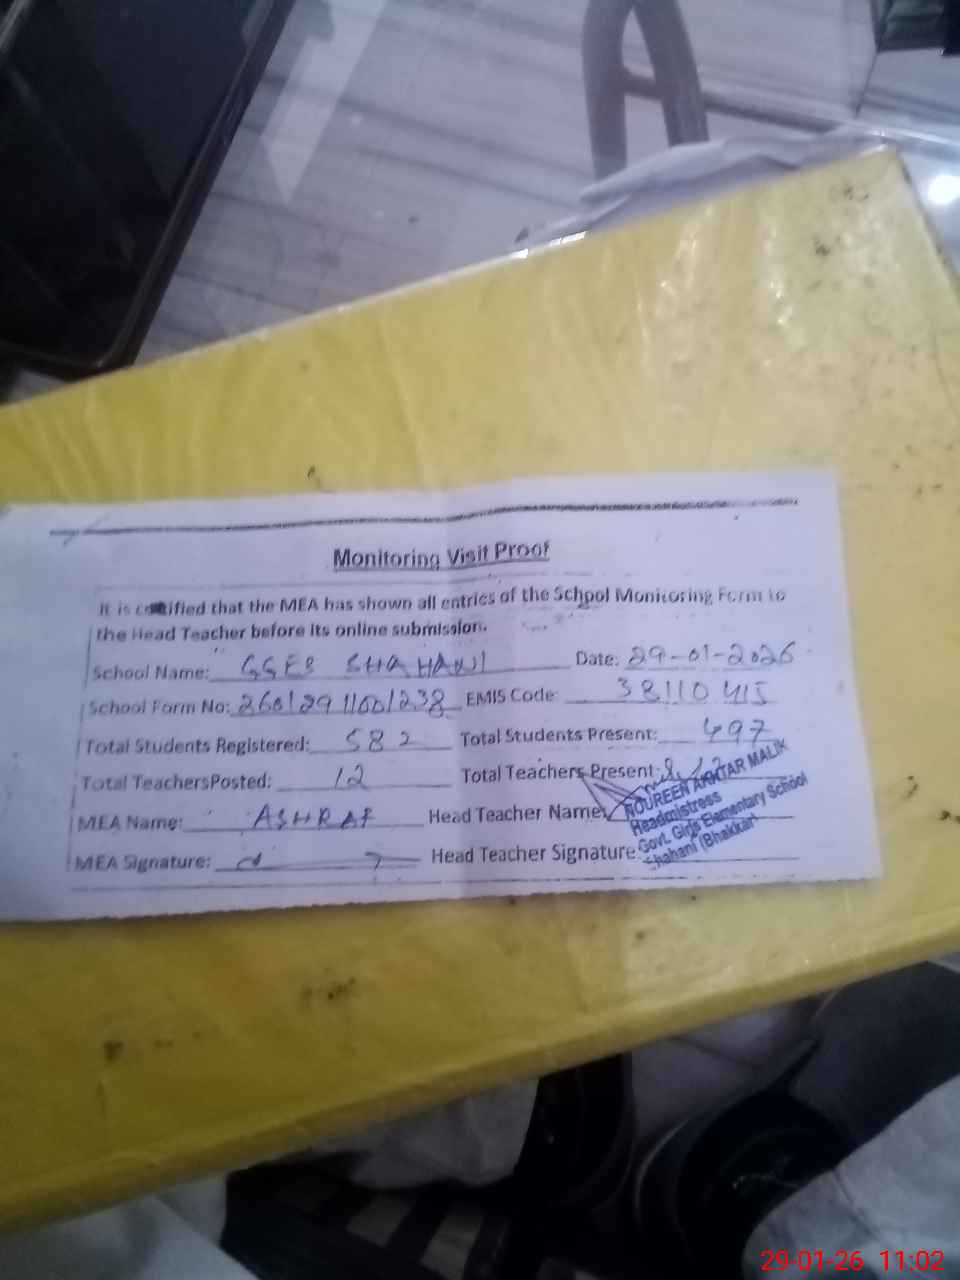 Monitoring Visit Proof
It is certified that the MEA has shown all entries of the School Monitoring Form to
the Head Teacher before its online submission.
School Name: GGES SHAHANI Date: 29-01-2026
School Form No: 26012911001238 EMIS Code: 38110415
Total Students Registered: 582 Total Students Present: 497
Total TeachersPosted: 12 Total Teachers Present:
MEA Name: ASHRAF Head Teacher Name:
MEA Signature: Head Teacher Signature
NOUREEN AKHTAR MALIK
Headmistress
Govt. Girls Elementary School
Shahani (Bhakkar)
29-01-26 11:02